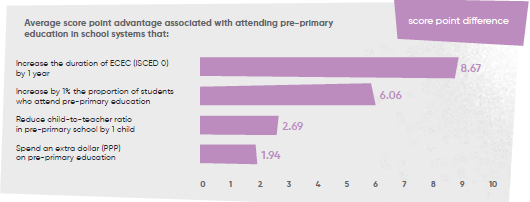 score point difference
Average score point advantage associated with attending pre-primary
education in school systems that:
Increase the duration of ECEC (ISCED 0)
by 1 year
8.67
Increase by 1% the proportion of students
who attend pre-primary education
6.06
Reduce child-to-teacher ratio
in pre-primary school by 1 child
2.69
Spend an extra dollar (PPP)
on pre-primary education
1.94
0 1 2 3 4 5 6 7 8 9 10